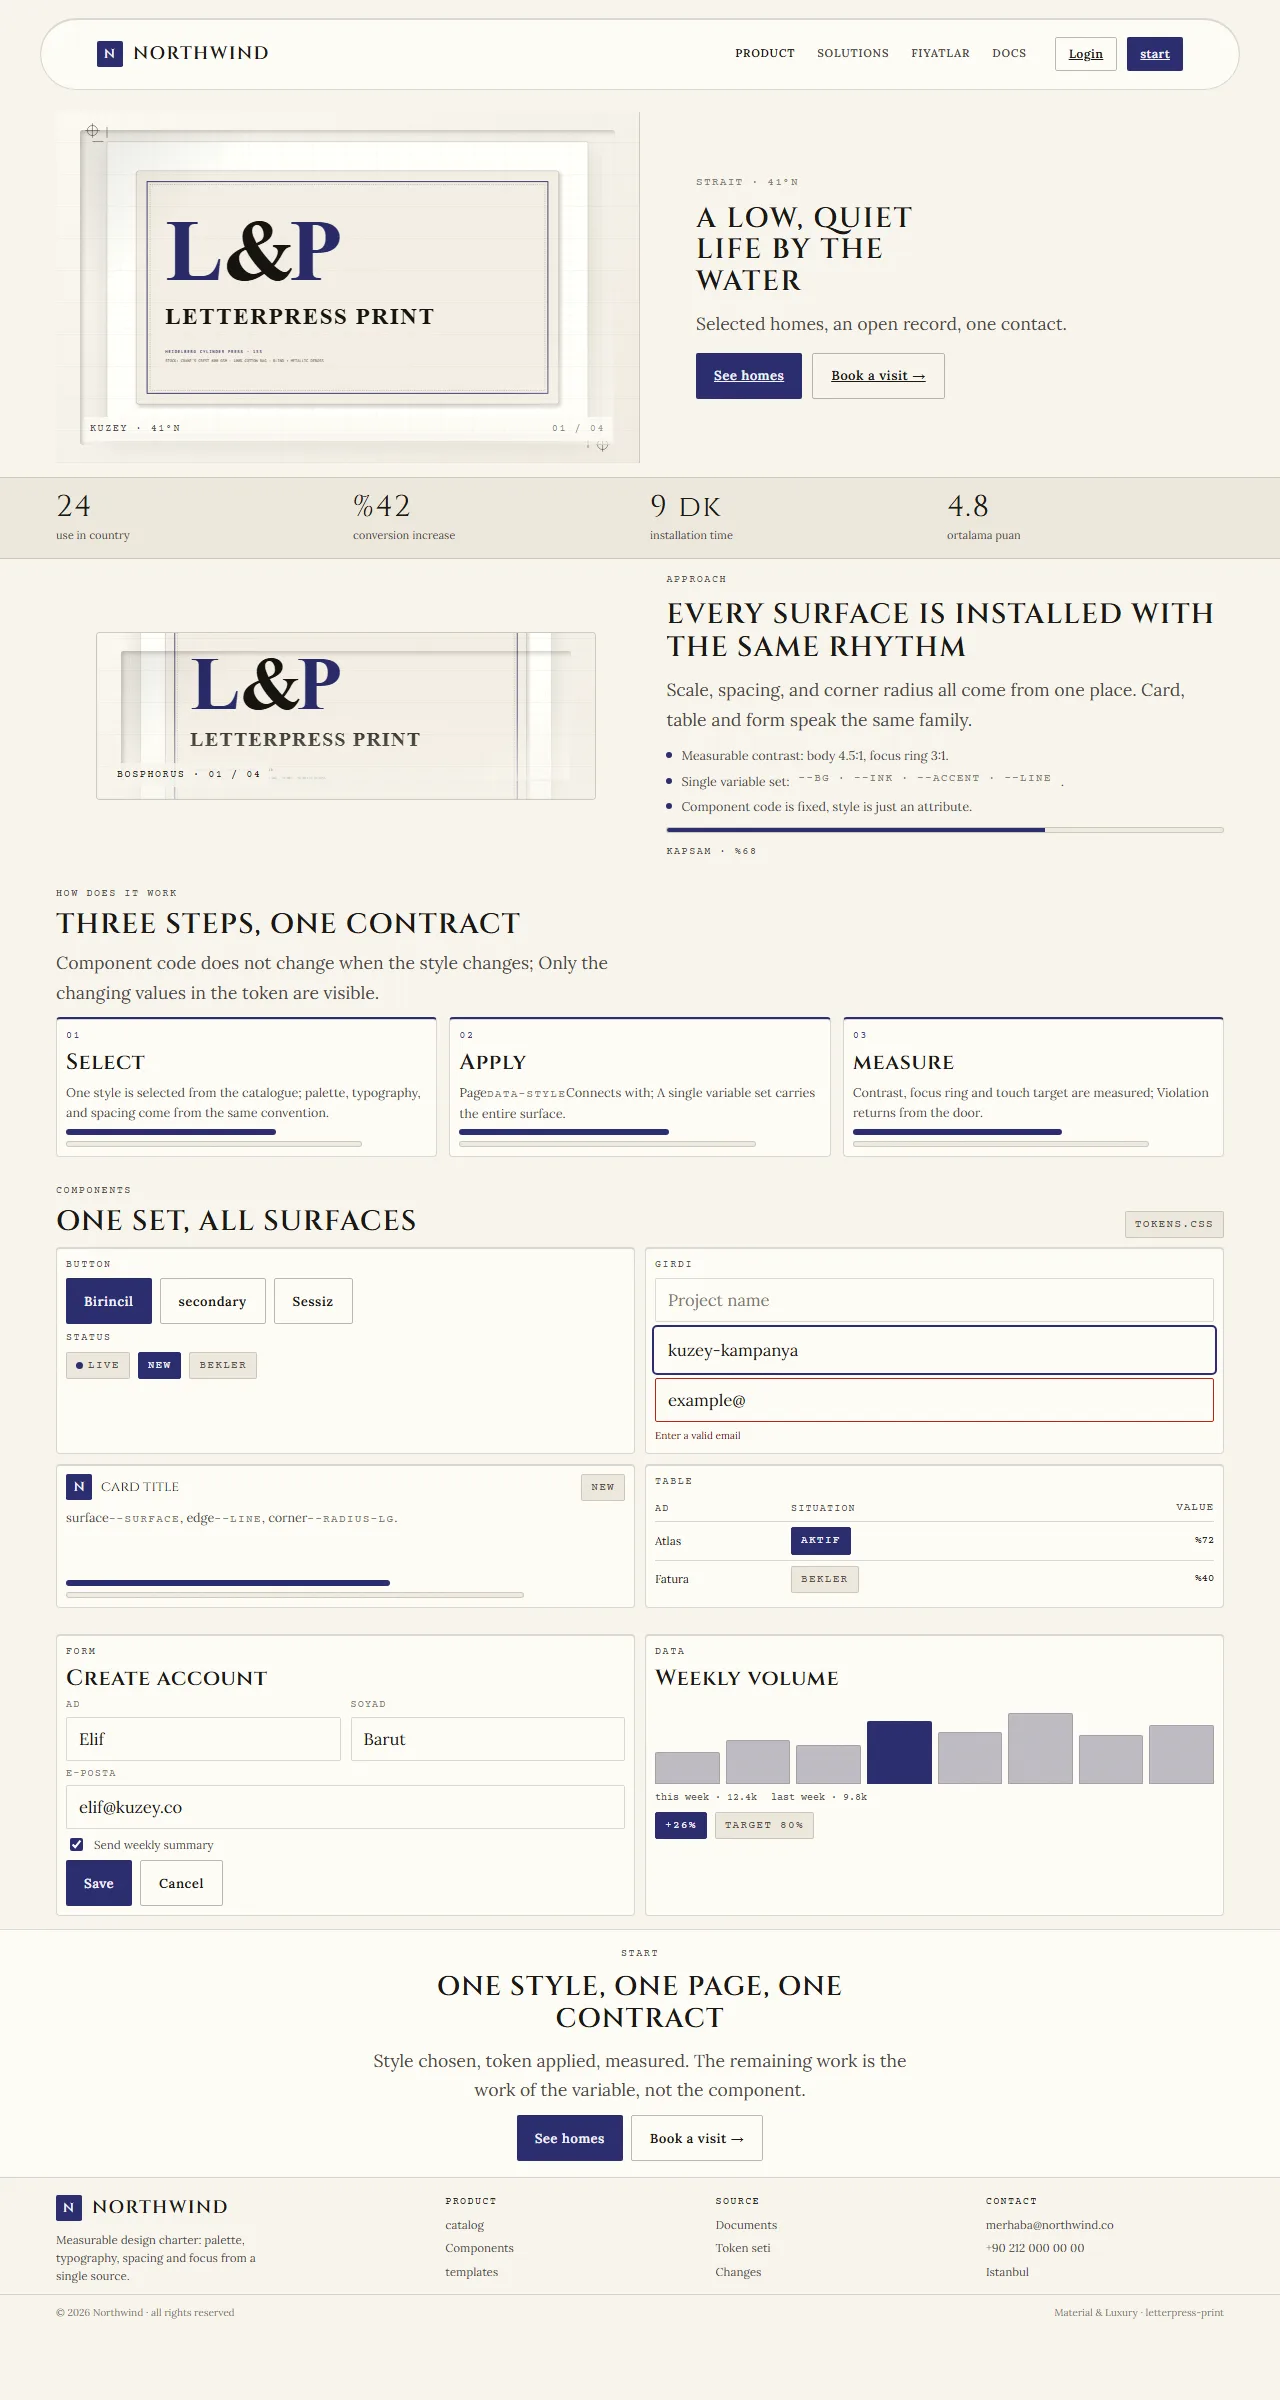 N NORTHWIND
PRODUCT SOLUTIONS FIYATLAR DOCS Login start
L&P
LETTERPRESS PRINT
HEIDELBERG CYLINDER PRESS · 1X5
KUZEY · 41°N 01 / 04
STRAIT · 41°N
A LOW, QUIET
LIFE BY THE
WATER
Selected homes, an open record, one contact.
See homes Book a visit →
24 %42 9 DK 4.8
use in country conversion increase installation time ortalama puan
L&P
LETTERPRESS PRINT
BOSPHORUS · 01 / 04
APPROACH
EVERY SURFACE IS INSTALLED WITH
THE SAME RHYTHM
Scale, spacing, and corner radius all come from one place. Card,
table and form speak the same family.
Measurable contrast: body 4.5:1, focus ring 3:1.
Single variable set: --BG · --INK · --ACCENT · --LINE .
Component code is fixed, style is just an attribute.
KAPSAM · %68
HOW DOES IT WORK
THREE STEPS, ONE CONTRACT
Component code does not change when the style changes; Only the
changing values in the token are visible.
01
SELECT
One style is selected from the catalogue; palette, typography,
and spacing come from the same convention.
02
APPLY
PageDATA-STYLEConnects with; A single variable set carries
the entire surface.
03
MEASURE
Contrast, focus ring and touch target are measured; Violation
returns from the door.
COMPONENTS
ONE SET, ALL SURFACES
TOKENS.CSS
BUTTON
Birincil secondary Sessiz
STATUS
LIVE NEW BEKLER
GIRDI
Project name
kuzey-kampanya
example@
Enter a valid email
N CARD TITLE NEW
surface--SURFACE, edge--LINE, corner--RADIUS-LG.
TABLE
AD SITUATION VALUE
Atlas AKTIF %72
Fatura BEKLER %40
FORM
CREATE ACCOUNT
AD SOYAD
Elif Barut
E-POSTA
elif@kuzey.co
Send weekly summary
Save Cancel
DATA
WEEKLY VOLUME
this week · 12.4k last week · 9.8k
+26% TARGET 80%
START
ONE STYLE, ONE PAGE, ONE
CONTRACT
Style chosen, token applied, measured. The remaining work is the
work of the variable, not the component.
See homes Book a visit →
N NORTHWIND
Measurable design charter: palette,
typography, spacing and focus from a
single source.
PRODUCT
catalog
Components
templates
SOURCE
Documents
Token seti
Changes
CONTACT
merhaba@northwind.co
+90 212 000 00 00
Istanbul
© 2026 Northwind · all rights reserved
Material & Luxury · letterpress-print